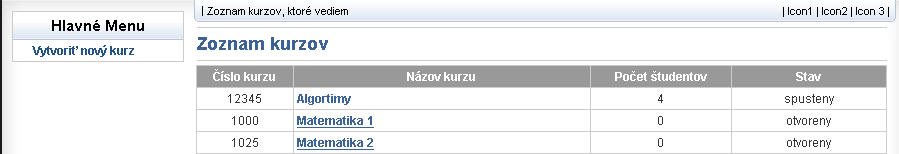 Hlavné Menu
Vytvoriť nový kurz
| Zoznam kurzov, ktoré vediem
| Icon1 | Icon2 | Icon 3 |
Zoznam kurzov
Číslo kurzu Názov kurzu Počet študentov Stav
12345 Algortimy 4 spusteny
1000 Matematika 1 0 otvoreny
1025 Matematika 2 0 otvoreny